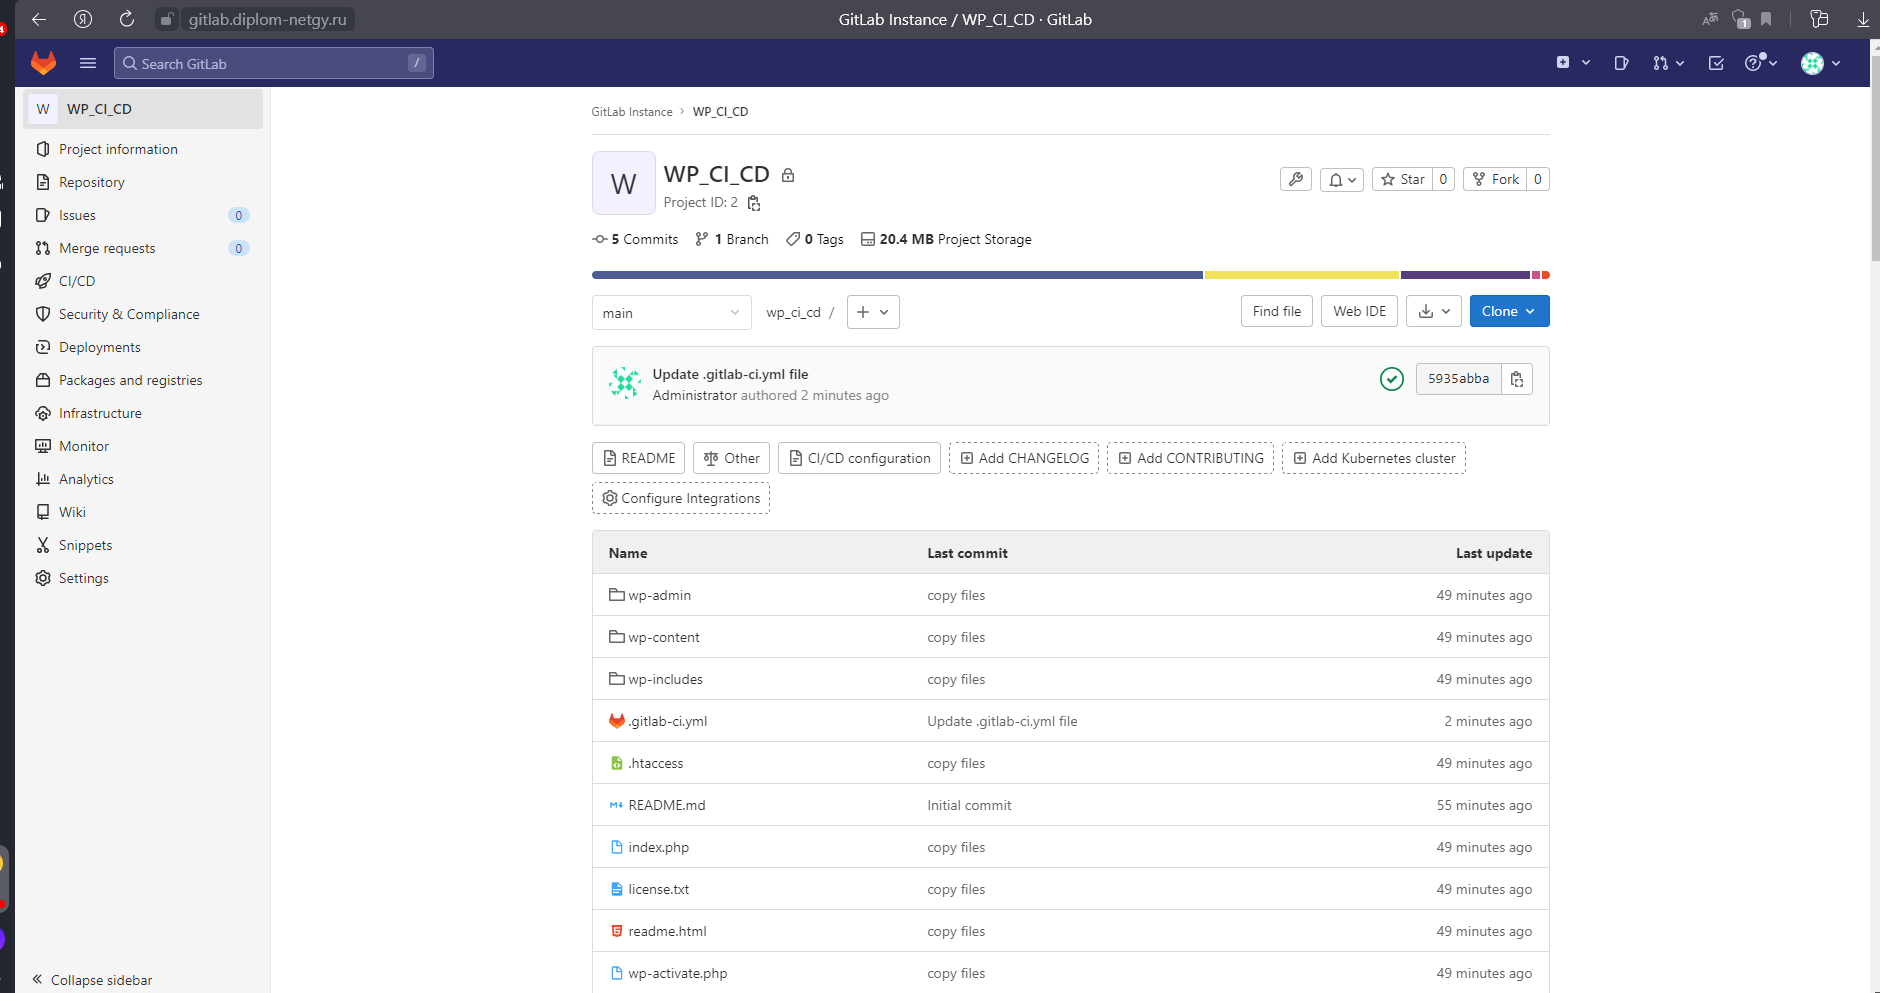 gitlab.diplom-netgy.ru
GitLab Instance / WP_CI_CD · GitLab
1
Search GitLab /
W WP_CI_CD
Project information
Repository
Issues 0
Merge requests 0
CI/CD
Security & Compliance
Deployments
Packages and registries
Infrastructure
Monitor
Analytics
Wiki
Snippets
Settings
Collapse sidebar
GitLab Instance > WP_CI_CD
W
WP_CI_CD
Project ID: 2
Star 0
Fork 0
5 Commits 1 Branch 0 Tags 20.4 MB Project Storage
main
wp_ci_cd / +
Find file
Web IDE
Clone
Update .gitlab-ci.yml file
Administrator authored 2 minutes ago
5935abba
README
Other
CI/CD configuration
Add CHANGELOG
Add CONTRIBUTING
Add Kubernetes cluster
Configure Integrations
Name Last commit Last update
wp-admin copy files 49 minutes ago
wp-content copy files 49 minutes ago
wp-includes copy files 49 minutes ago
.gitlab-ci.yml Update .gitlab-ci.yml file 2 minutes ago
.htaccess copy files 49 minutes ago
README.md Initial commit 55 minutes ago
index.php copy files 49 minutes ago
license.txt copy files 49 minutes ago
readme.html copy files 49 minutes ago
wp-activate.php copy files 49 minutes ago